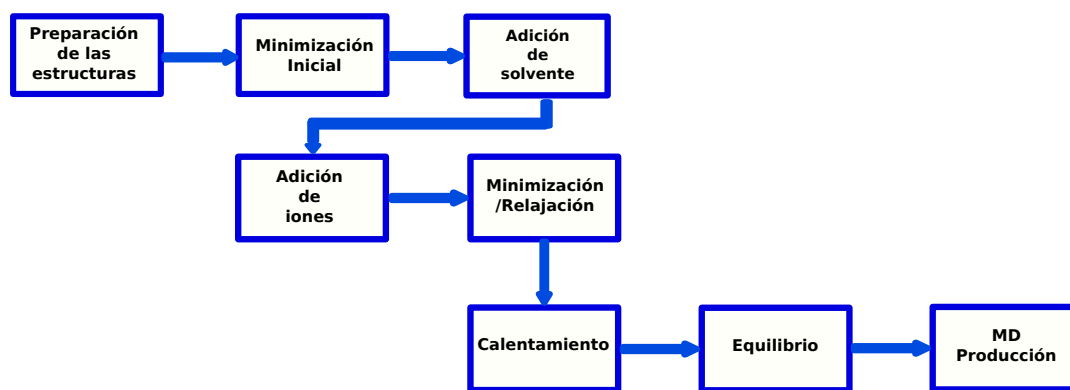 Preparación
de las
estructuras
Minimización
Inicial
Adición
de
solvente
Adición
de
iones
Minimización
/Relajación
Calentamiento
Equilibrio
MD
Producción